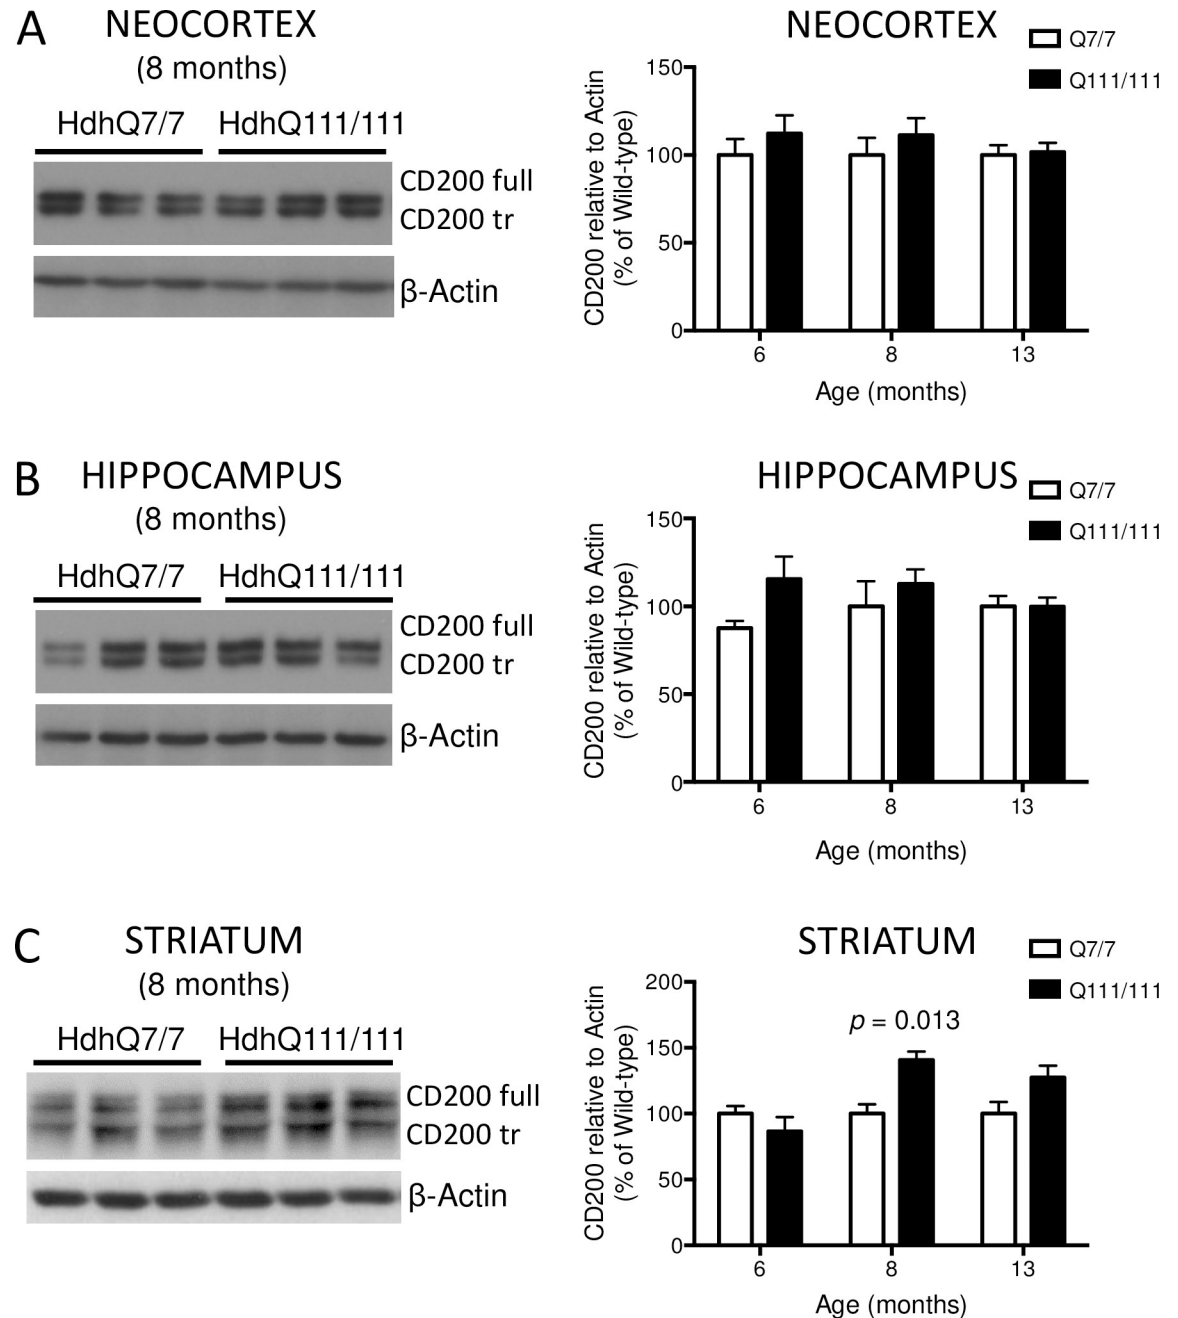 A
NEOCORTEX
(8 months)
HdhQ7/7 HdhQ111/111
CD200 full
CD200 tr
β-Actin
NEOCORTEX
Q7/7
Q111/111
CD200 relative to Actin
(% of Wild-type)
150
100
50
0
6 8 13
Age (months)
B
HIPPOCAMPUS
(8 months)
HdhQ7/7 HdhQ111/111
CD200 full
CD200 tr
β-Actin
HIPPOCAMPUS
Q7/7
Q111/111
CD200 relative to Actin
(% of Wild-type)
150
100
50
0
6 8 13
Age (months)
C
STRIATUM
(8 months)
HdhQ7/7 HdhQ111/111
CD200 full
CD200 tr
β-Actin
STRIATUM
Q7/7
Q111/111
CD200 relative to Actin
(% of Wild-type)
200
150
100
50
0
p = 0.013
6 8 13
Age (months)